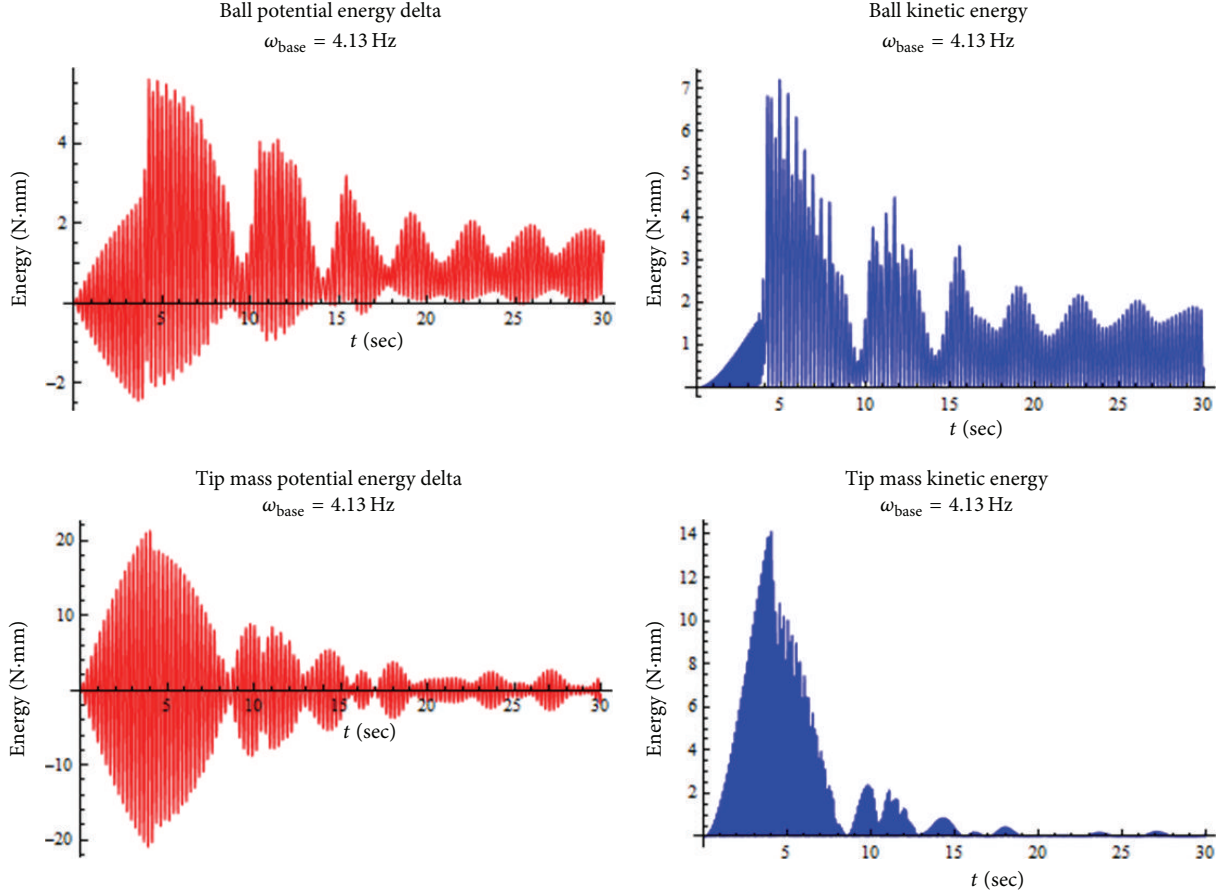 Ball potential energy delta
ω_base = 4.13 Hz
Energy (N·mm)
4
2
−2
5
10
15
20
25
30
t (sec)
Ball kinetic energy
ω_base = 4.13 Hz
Energy (N·mm)
7
6
5
4
3
2
1
5
10
15
20
25
30
t (sec)
Tip mass potential energy delta
ω_base = 4.13 Hz
Energy (N·mm)
20
10
−10
−20
5
10
15
20
25
30
t (sec)
Tip mass kinetic energy
ω_base = 4.13 Hz
Energy (N·mm)
14
12
10
8
6
4
2
5
10
15
20
25
30
t (sec)